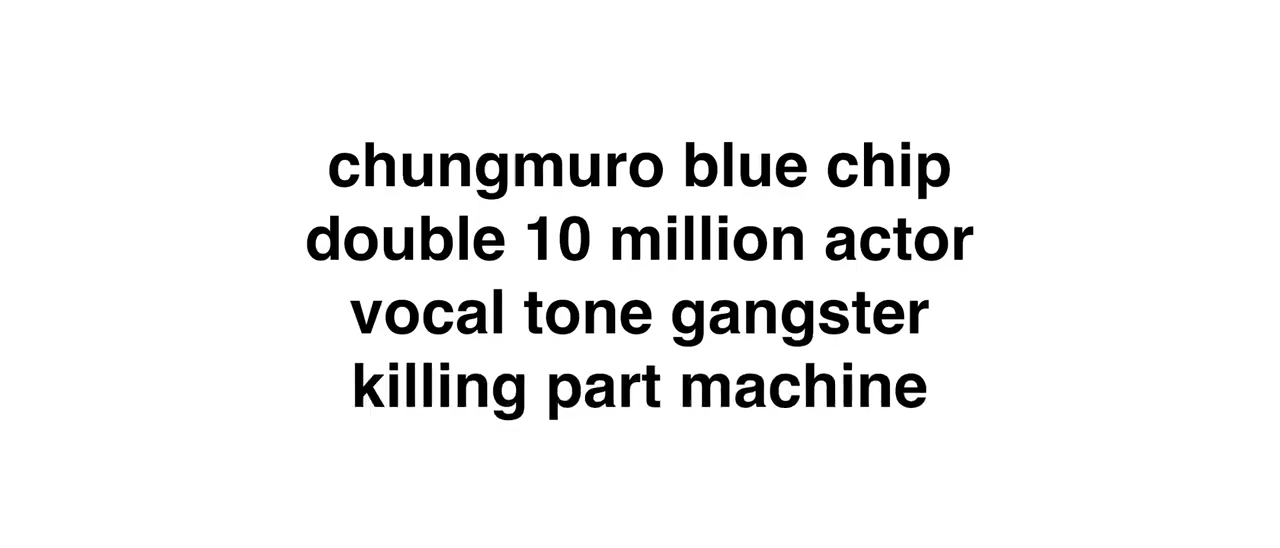 chungmuro blue chip
double 10 million actor
vocal tone gangster
killing part machine